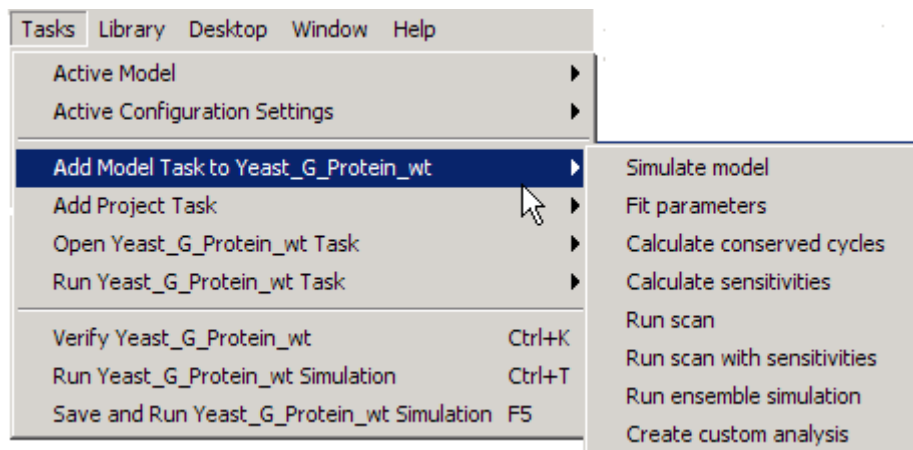 Tasks Library Desktop Window Help
Active Model
Active Configuration Settings
Add Model Task to Yeast_G_Protein_wt
Add Project Task
Open Yeast_G_Protein_wt Task
Run Yeast_G_Protein_wt Task
Verify Yeast_G_Protein_wt Ctrl+K
Run Yeast_G_Protein_wt Simulation Ctrl+T
Save and Run Yeast_G_Protein_wt Simulation F5
Simulate model
Fit parameters
Calculate conserved cycles
Calculate sensitivities
Run scan
Run scan with sensitivities
Run ensemble simulation
Create custom analysis